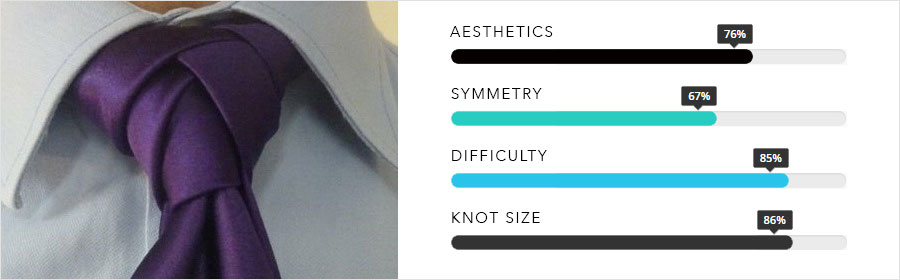 AESTHETICS
76%
SYMMETRY
67%
DIFFICULTY
85%
KNOT SIZE
86%